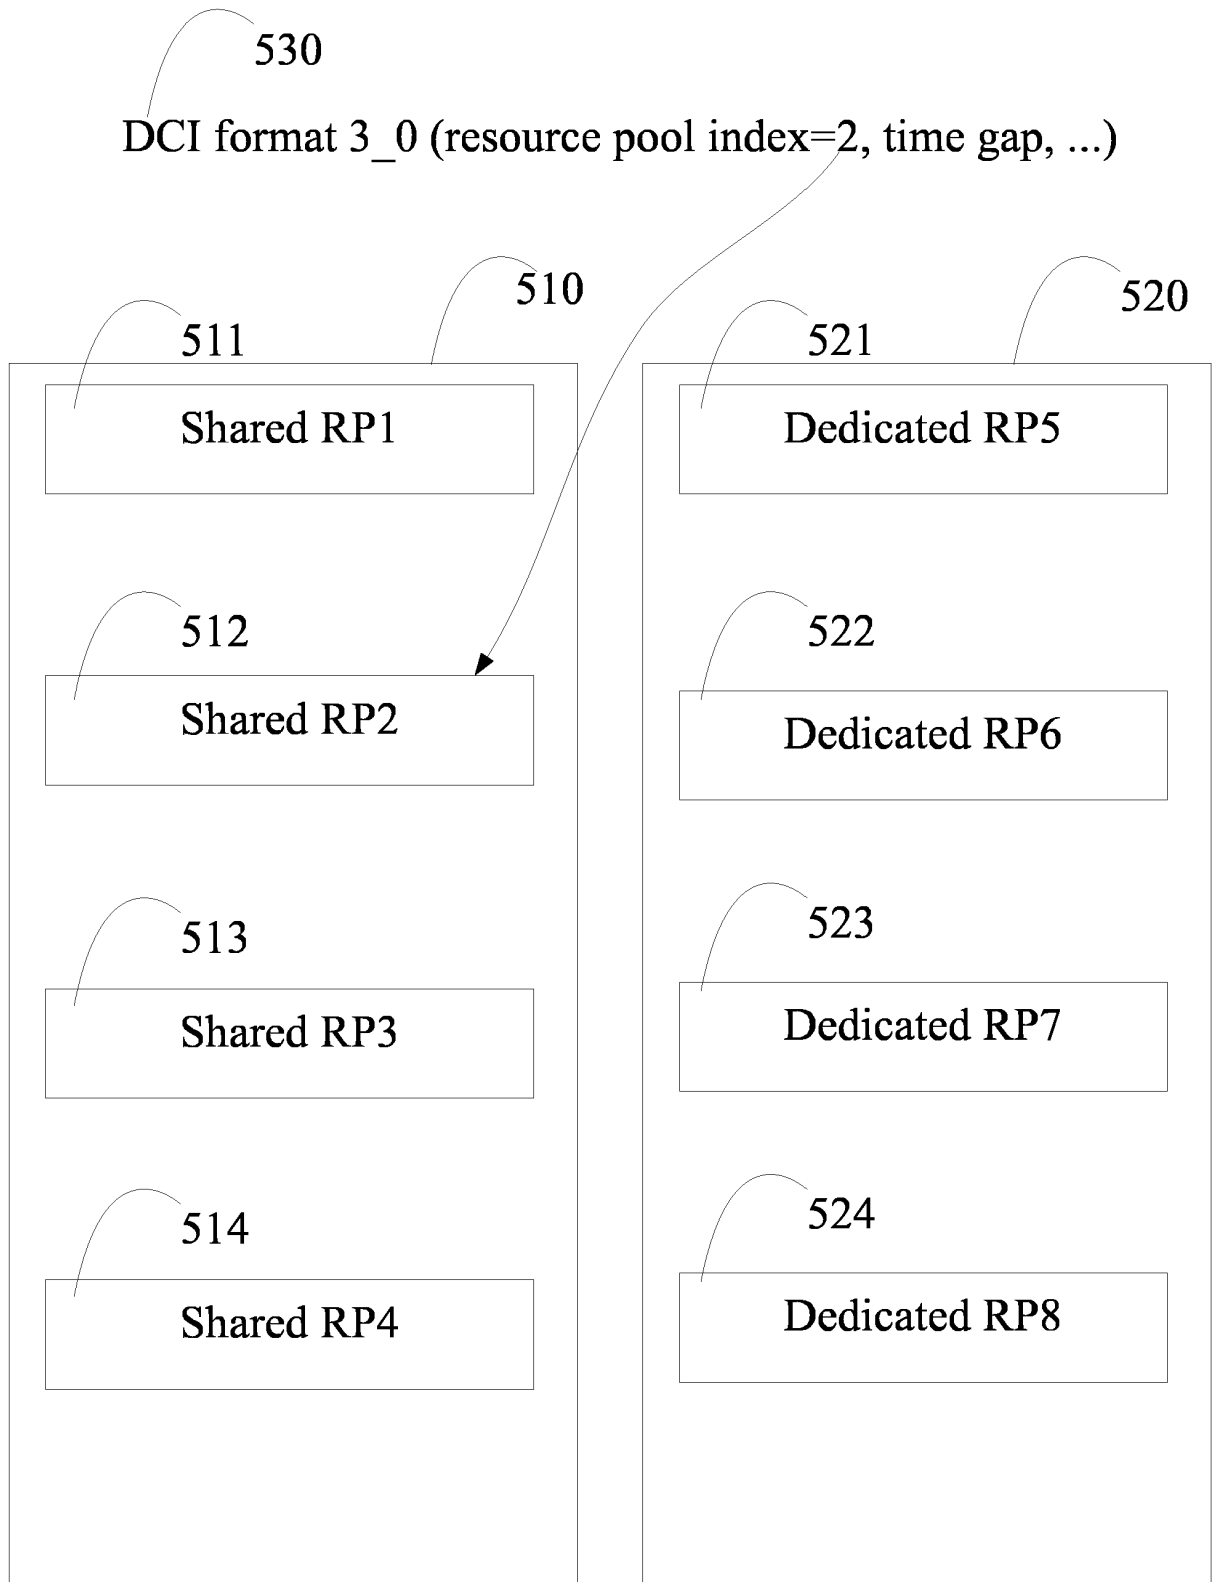 530
DCI format 3_0 (resource pool index=2, time gap, ...)
510
520
511
Shared RP1
512
Shared RP2
513
Shared RP3
514
Shared RP4
521
Dedicated RP5
522
Dedicated RP6
523
Dedicated RP7
524
Dedicated RP8